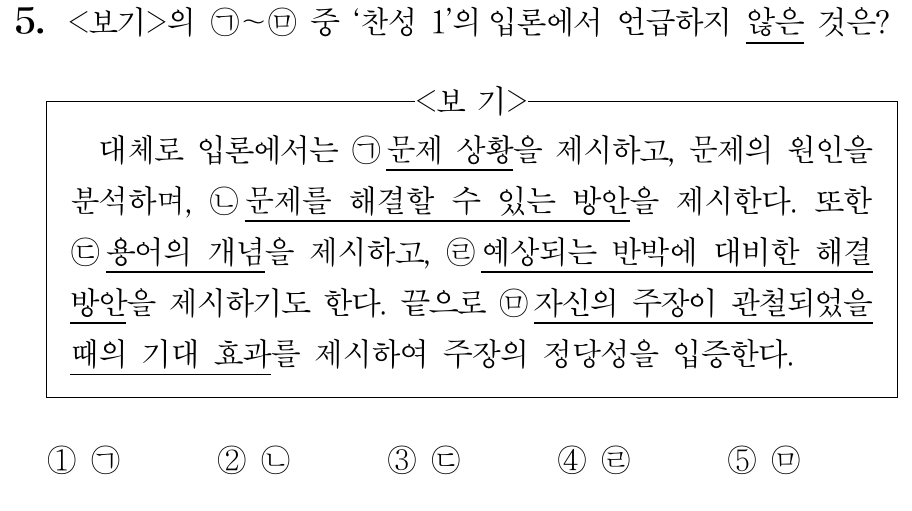 5. <보기>의 ㉠~㉤ 중 ‘찬성 1’의 입론에서 언급하지 않은 것은?
<보 기>
대체로 입론에서는 ㉠문제 상황을 제시하고, 문제의 원인을
분석하며, ㉡문제를 해결할 수 있는 방안을 제시한다. 또한
㉢용어의 개념을 제시하고, ㉣예상되는 반박에 대비한 해결
방안을 제시하기도 한다. 끝으로 ㉤자신의 주장이 관철되었을
때의 기대 효과를 제시하여 주장의 정당성을 입증한다.
① ㉠ ② ㉡ ③ ㉢ ④ ㉣ ⑤ ㉤